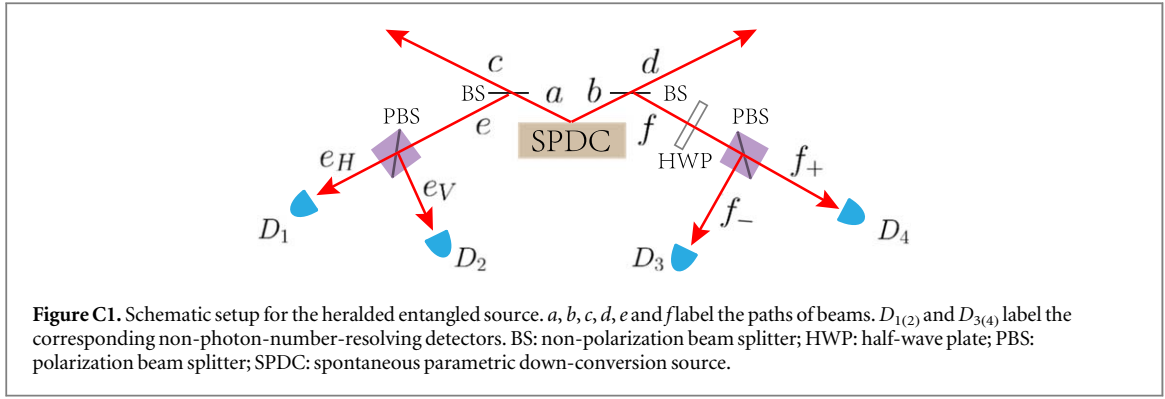 c
d
BS
a
b
BS
PBS
e
SPDC
f
HWP
PBS
e_H
e_V
f_+
f_-
D_1
D_2
D_3
D_4
Figure C1. Schematic setup for the heralded entangled source. a, b, c, d, e and f label the paths of beams. D_{1(2)} and D_{3(4)} label the
corresponding non-photon-number-resolving detectors. BS: non-polarization beam splitter; HWP: half-wave plate; PBS:
polarization beam splitter; SPDC: spontaneous parametric down-conversion source.